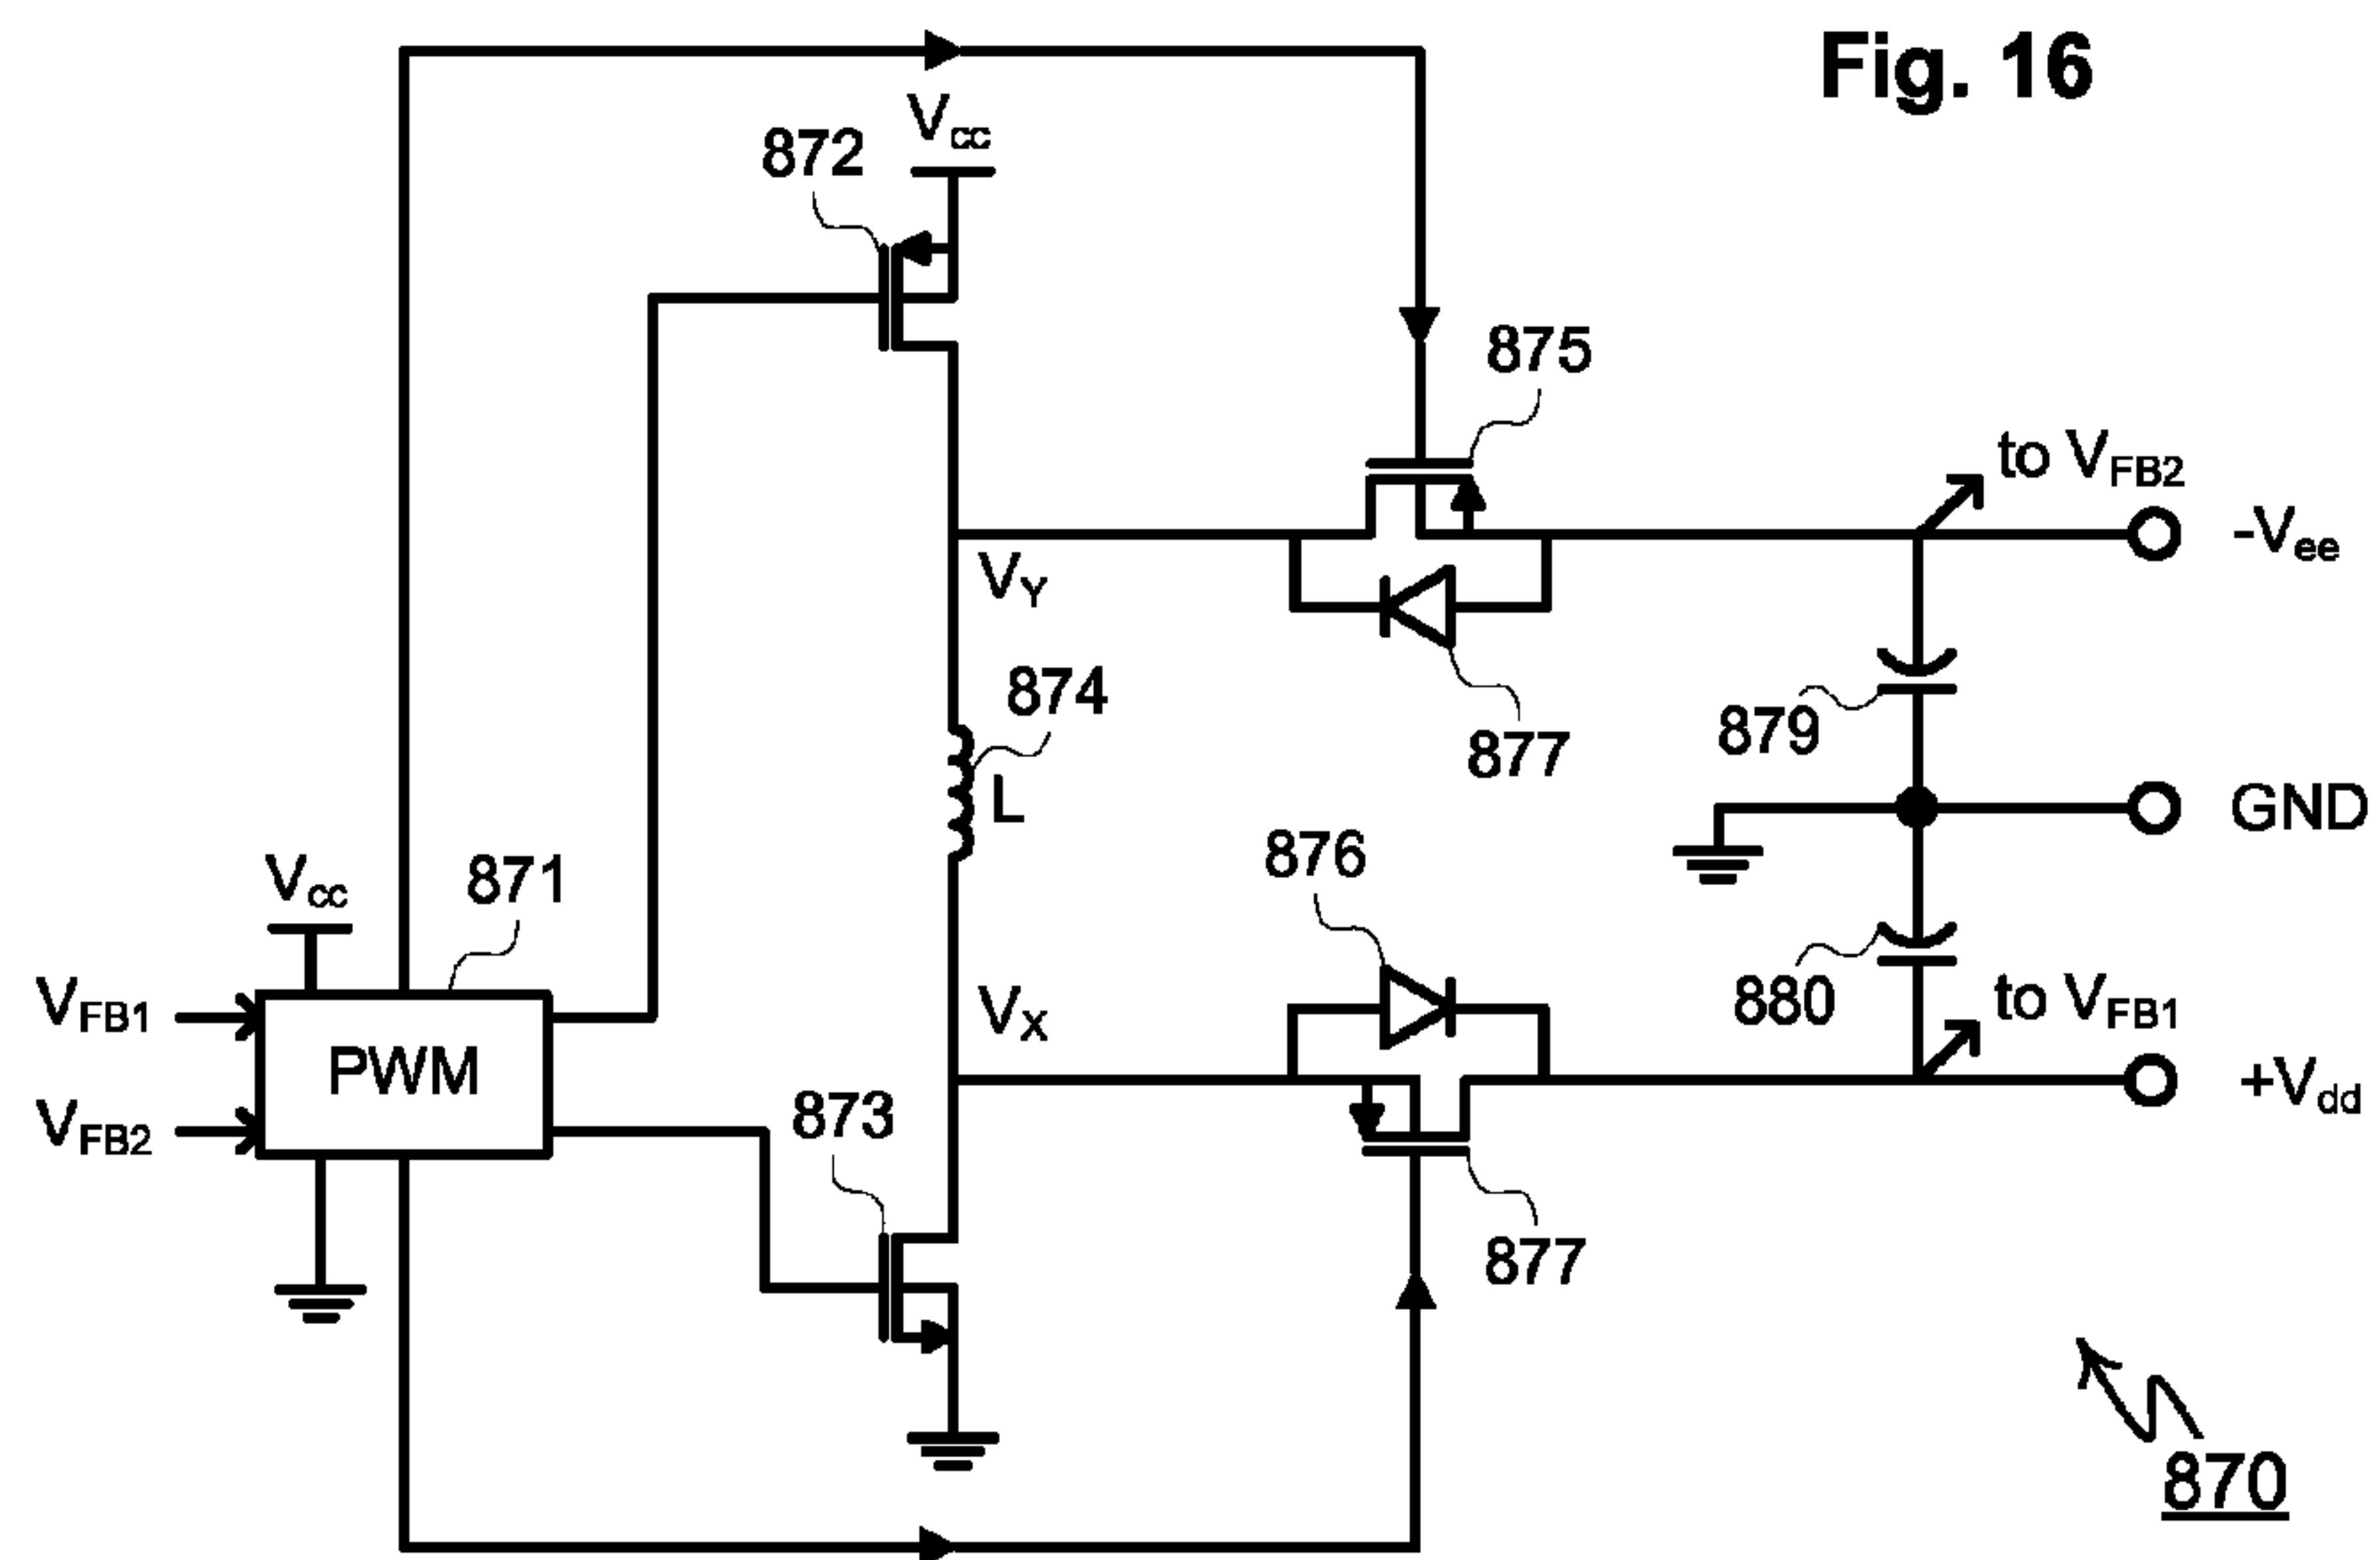 Fig. 16
Vcc
872
875
to VFB2
-Vee
VY
874
L
877
879
GND
876
Vcc
871
VFB1
PWM
VFB2
VX
880
to VFB1
+Vdd
873
877
870